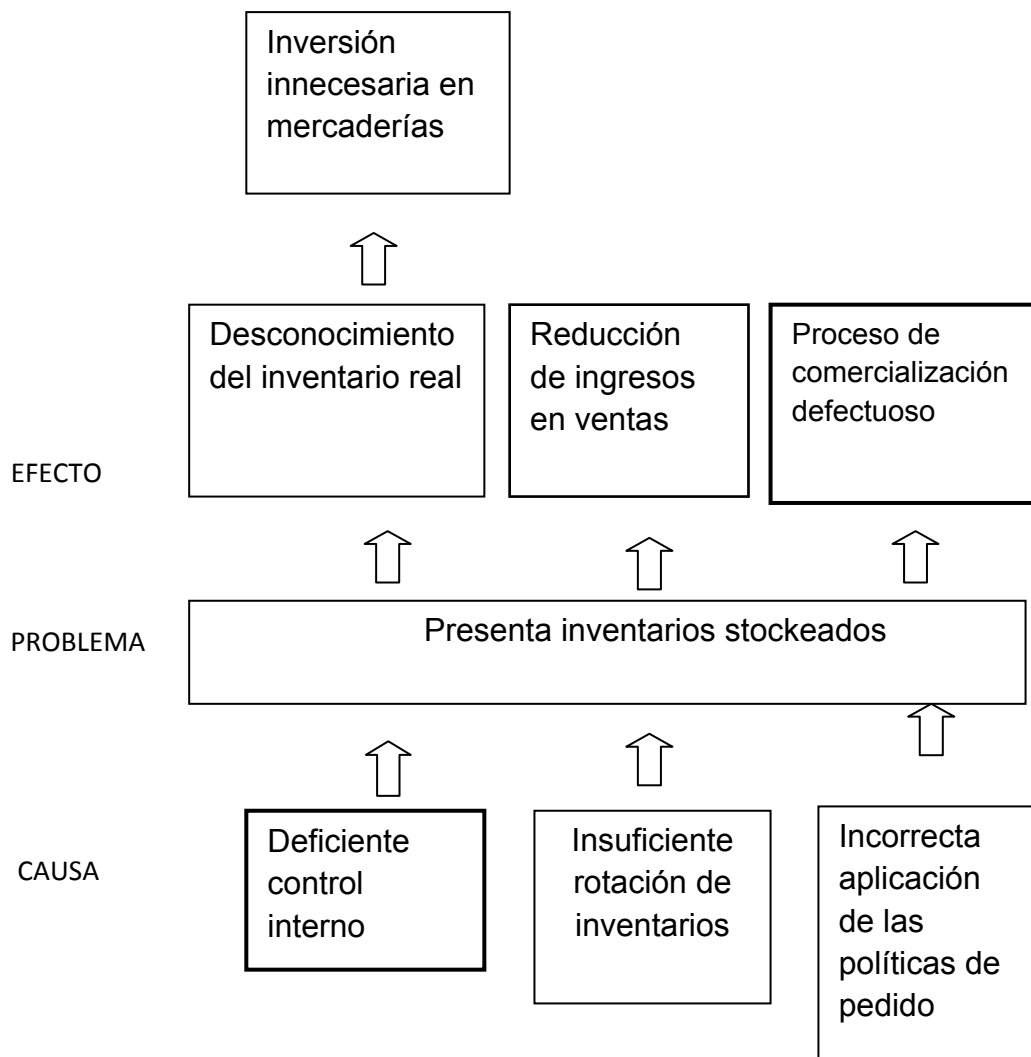 Inversión
innecesaria en
mercaderías
Desconocimiento
del inventario real
Reducción
de ingresos
en ventas
Proceso de
comercialización
defectuoso
EFECTO
PROBLEMA
Presenta inventarios stockeados
CAUSA
Deficiente
control
interno
Insuficiente
rotación de
inventarios
Incorrecta
aplicación
de las
políticas de
pedido